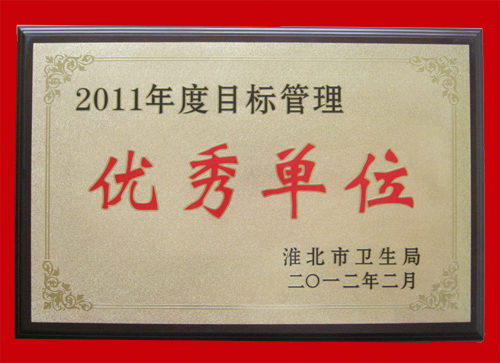 2011年度目标管理
优秀单位
淮北市卫生局
二〇一二年二月